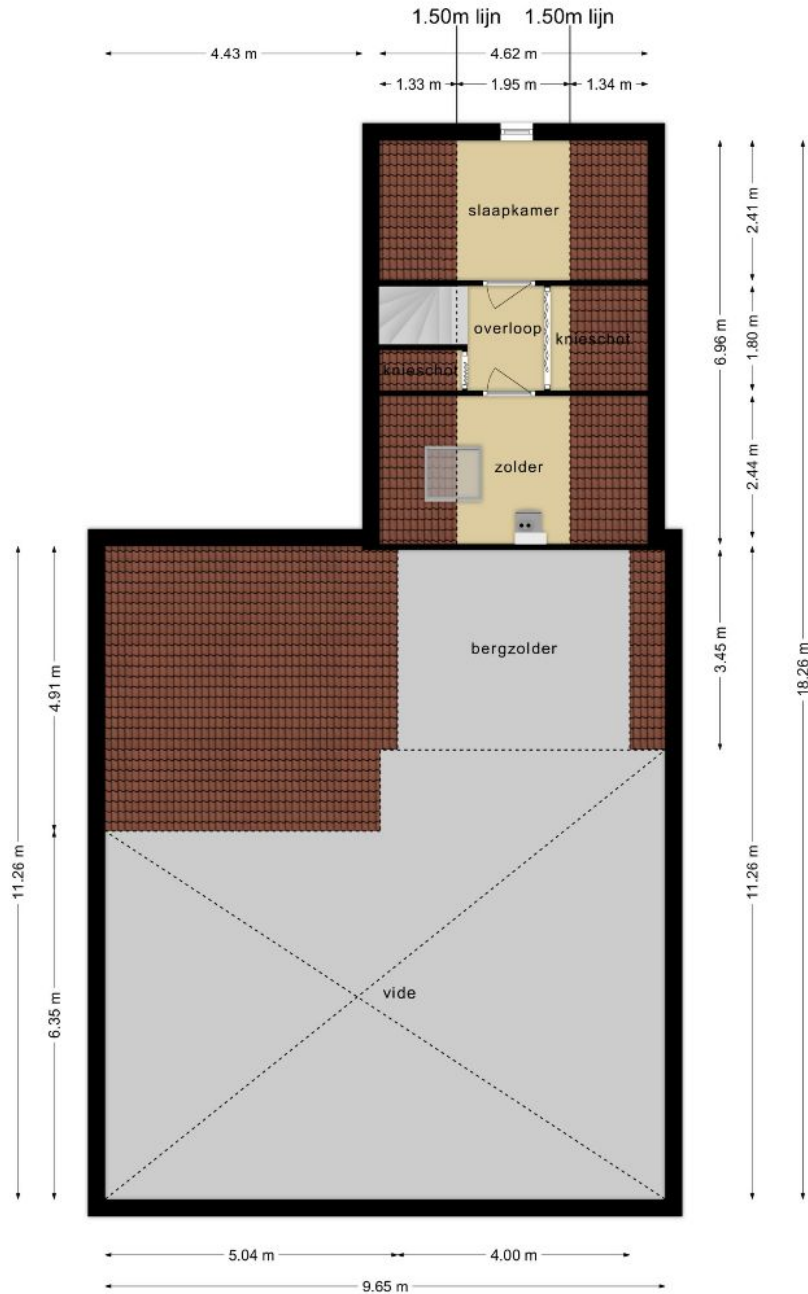 1.50m lijn 1.50m lijn
4.43 m 4.62 m
1.33 m 1.95 m 1.34 m
slaapkamer
2.41 m
overloop
knieschot
1.80 m
6.96 m
knieschot
zolder
2.44 m
bergzolder
3.45 m
4.91 m
18.26 m
11.26 m
11.26 m
vide
6.35 m
5.04 m 4.00 m
9.65 m